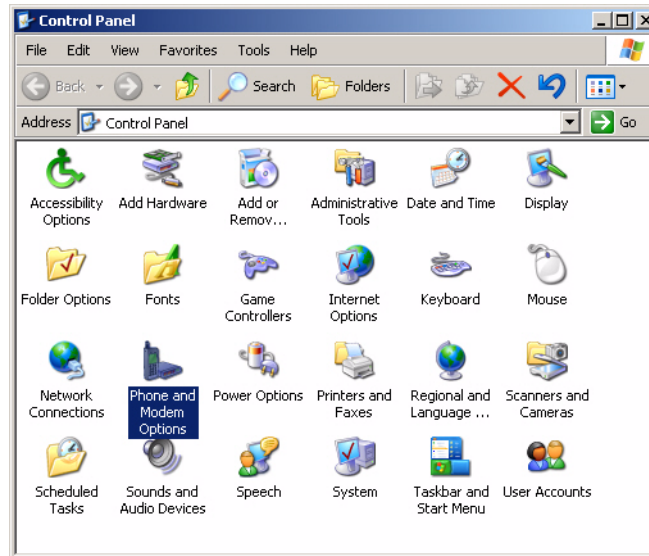 Control Panel
File Edit View Favorites Tools Help
Back Search Folders
Address Control Panel Go
Accessibility Options
Add Hardware
Add or Remov...
Administrative Tools
Date and Time
Display
Folder Options
Fonts
Game Controllers
Internet Options
Keyboard
Mouse
Network Connections
Phone and Modem Options
Power Options
Printers and Faxes
Regional and Language ...
Scanners and Cameras
Scheduled Tasks
Sounds and Audio Devices
Speech
System
Taskbar and Start Menu
User Accounts